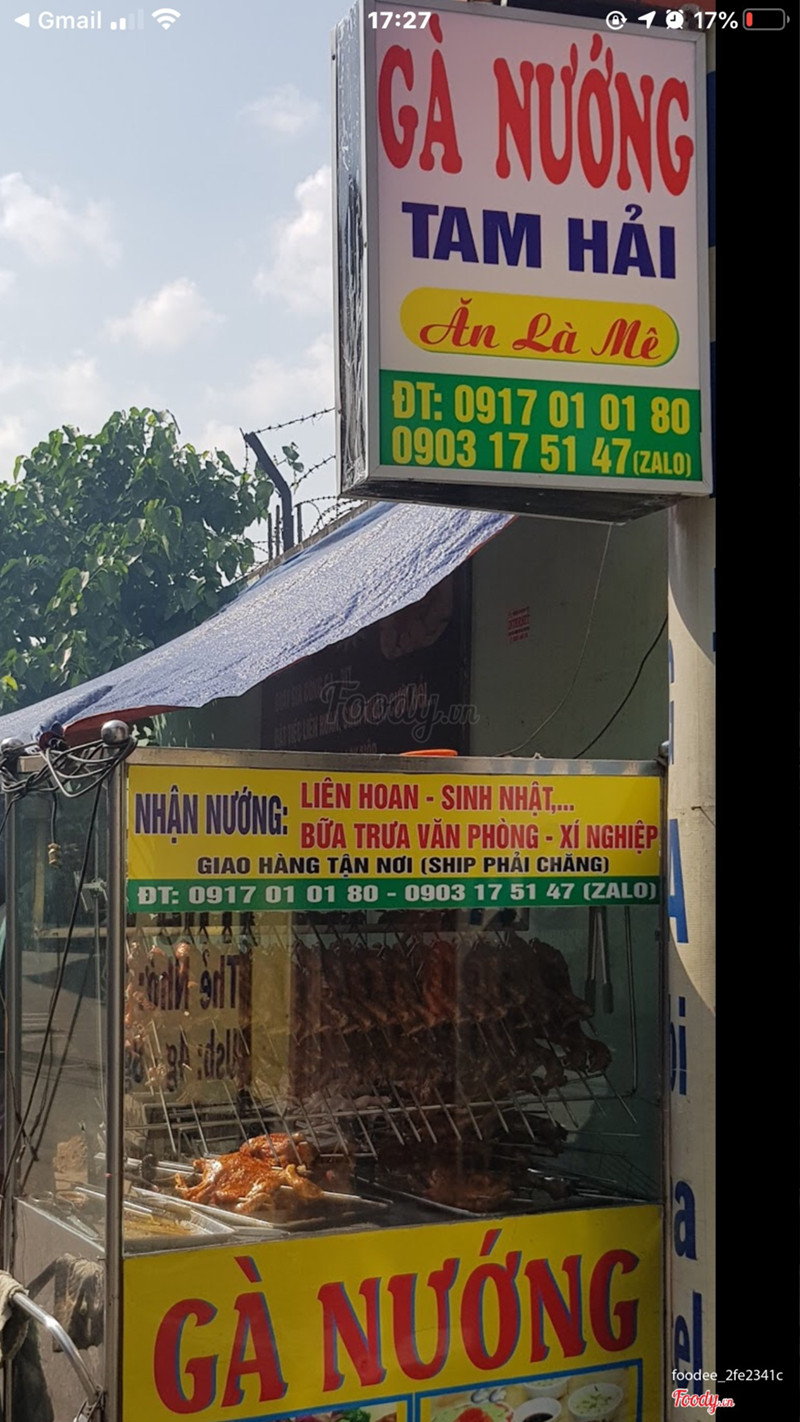 Gmail
17:27
17%
GÀ NƯỚNG
TAM HẢI
Ăn Là Mê
ĐT: 0917 01 01 80
0903 17 51 47 (ZALO)
Foody.vn
NHẬN NƯỚNG:
LIÊN HOAN - SINH NHẬT,...
BỮA TRƯA VĂN PHÒNG - XÍ NGHIỆP
GIAO HÀNG TẬN NƠI (SHIP PHẢI CHĂNG)
ĐT: 0917 01 01 80 - 0903 17 51 47 (ZALO)
GÀ NƯỚNG
foodee_2fe2341c
Foody.vn